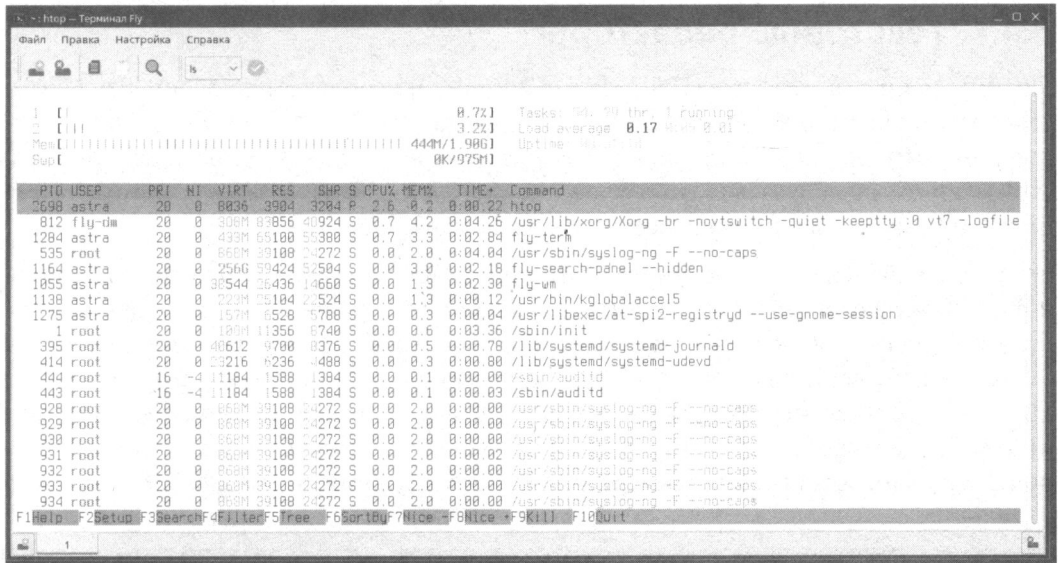 ~ : htop — Терминал Fly
Файл Правка Настройка Справка
ls
1 [| 0.7%] Tasks: thr, 1 running
2 [||| 3.2%] Load average: 0.17 0.01
Mem[ 444M/1.90G] Uptime:
Swp[ 0K/975M]
PID USER PRI NI VIRT RES SHR S CPU% MEM% TIME+ Command
2698 astra 20 0 8036 3904 3204 R 2.6 0.2 0:00.22 htop
812 fly-dm 20 0 308M 83856 40924 S 0.7 4.2 0:04.26 /usr/lib/xorg/Xorg -br -novtswitch -quiet -keeptty :0 vt7 -logfile
1284 astra 20 0 433M 65100 55380 S 0.7 3.3 0:02.84 fly-term
535 root 20 0 868M 39108 24272 S 0.0 2.0 0:04.04 /usr/sbin/syslog-ng -F --no-caps
1164 astra 20 0 256G 59424 52504 S 0.0 3.0 0:02.18 fly-search-panel --hidden
1055 astra 20 0 26436 14660 S 0.0 1.3 0:02.30 fly-wm
1138 astra 20 0 223M 25104 22524 S 0.0 1.3 0:00.12 /usr/bin/kglobalaccel5
1275 astra 20 0 157M 6528 5788 S 0.0 0.3 0:00.04 /usr/libexec/at-spi2-registryd --use-gnome-session
1 root 20 0 100M 11356 8740 S 0.0 0.6 0:03.36 /sbin/init
395 root 20 0 40612 9700 8376 S 0.0 0.5 0:00.78 /lib/systemd/systemd-journald
414 root 20 0 23216 6236 4488 S 0.0 0.3 0:00.80 /lib/systemd/systemd-udevd
444 root 16 -4 11184 1588 1384 S 0.0 0.1 0:00.00 /sbin/auditd
443 root 16 -4 11184 1588 1384 S 0.0 0.1 0:00.03 /sbin/auditd
928 root 20 0 868M 39108 24272 S 0.0 2.0 0:00.00 /usr/sbin/syslog-ng -F --no-caps
929 root 20 0 868M 39108 24272 S 0.0 2.0 0:00.00 /usr/sbin/syslog-ng -F --no-caps
930 root 20 0 868M 39108 24272 S 0.0 2.0 0:00.00 /usr/sbin/syslog-ng -F --no-caps
931 root 20 0 868M 39108 24272 S 0.0 2.0 0:00.02 /usr/sbin/syslog-ng -F --no-caps
932 root 20 0 868M 39108 24272 S 0.0 2.0 0:00.00 /usr/sbin/syslog-ng -F --no-caps
933 root 20 0 868M 39108 24272 S 0.0 2.0 0:00.00 /usr/sbin/syslog-ng -F --no-caps
934 root 20 0 868M 39108 24272 S 0.0 2.0 0:00.00 /usr/sbin/syslog-ng -F --no-caps
F1Help F2Setup F3SearchF4FilterF5Tree F6SortByF7Nice -F8Nice +F9Kill F10Quit
1